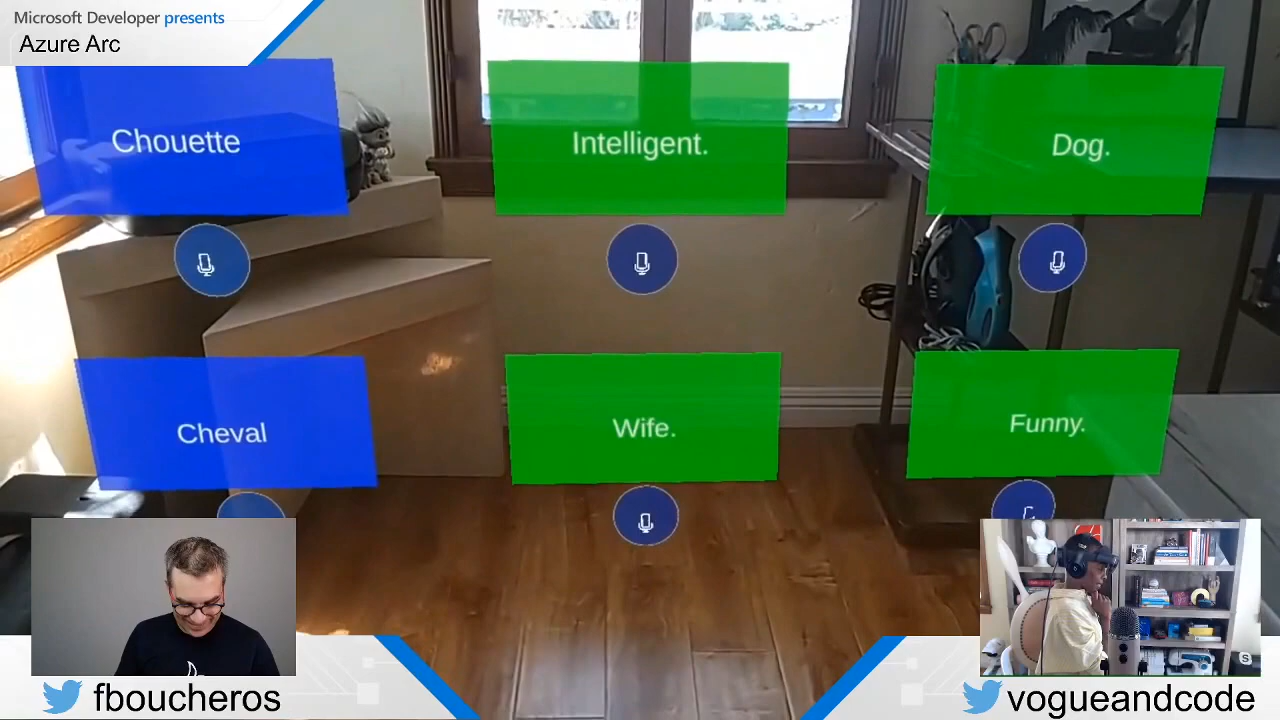 Microsoft Developer presents
Azure Arc
Chouette
Intelligent.
Dog.
Cheval
Wife.
Funny.
fboucheros
vogueandcode